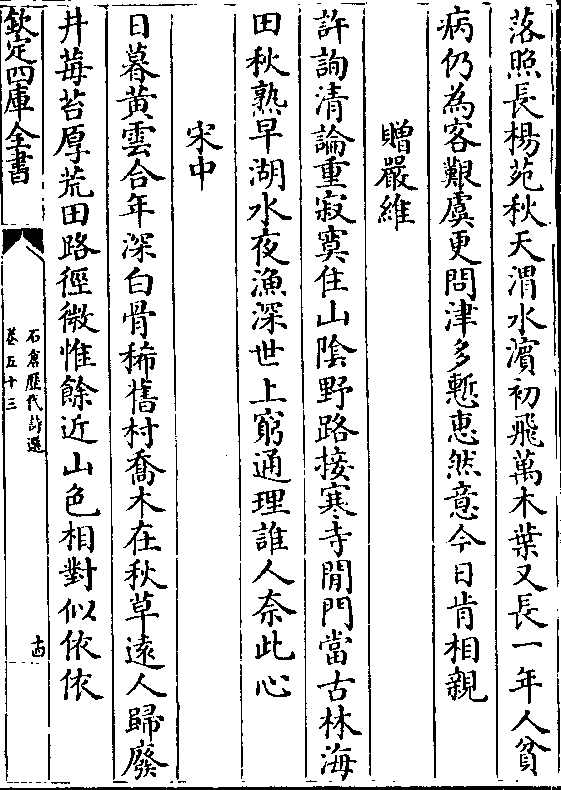 落照長楊苑秋天渭水濵初飛萬木葉又長一年人貧
病仍為客艱虞更問津多慙惠然意今日肯相親
贈嚴維
許詢清論重寂寞住山陰野路接寒寺閒門當古林海
田秋熟早湖水夜漁深世上窮通理誰人奈此心
宋中
日暮黄雲合年深白骨稀舊村喬木在秋草逺人歸廢
井莓苔厚荒田路徑微惟餘近山色相對似依依
欽定四庫全書
石倉歷代詩選
卷五十三
十四